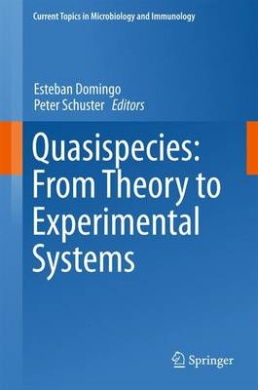 Current Topics in Microbiology and Immunology
Esteban Domingo
Peter Schuster Editors
Quasispecies:
From Theory to
Experimental
Systems
Springer